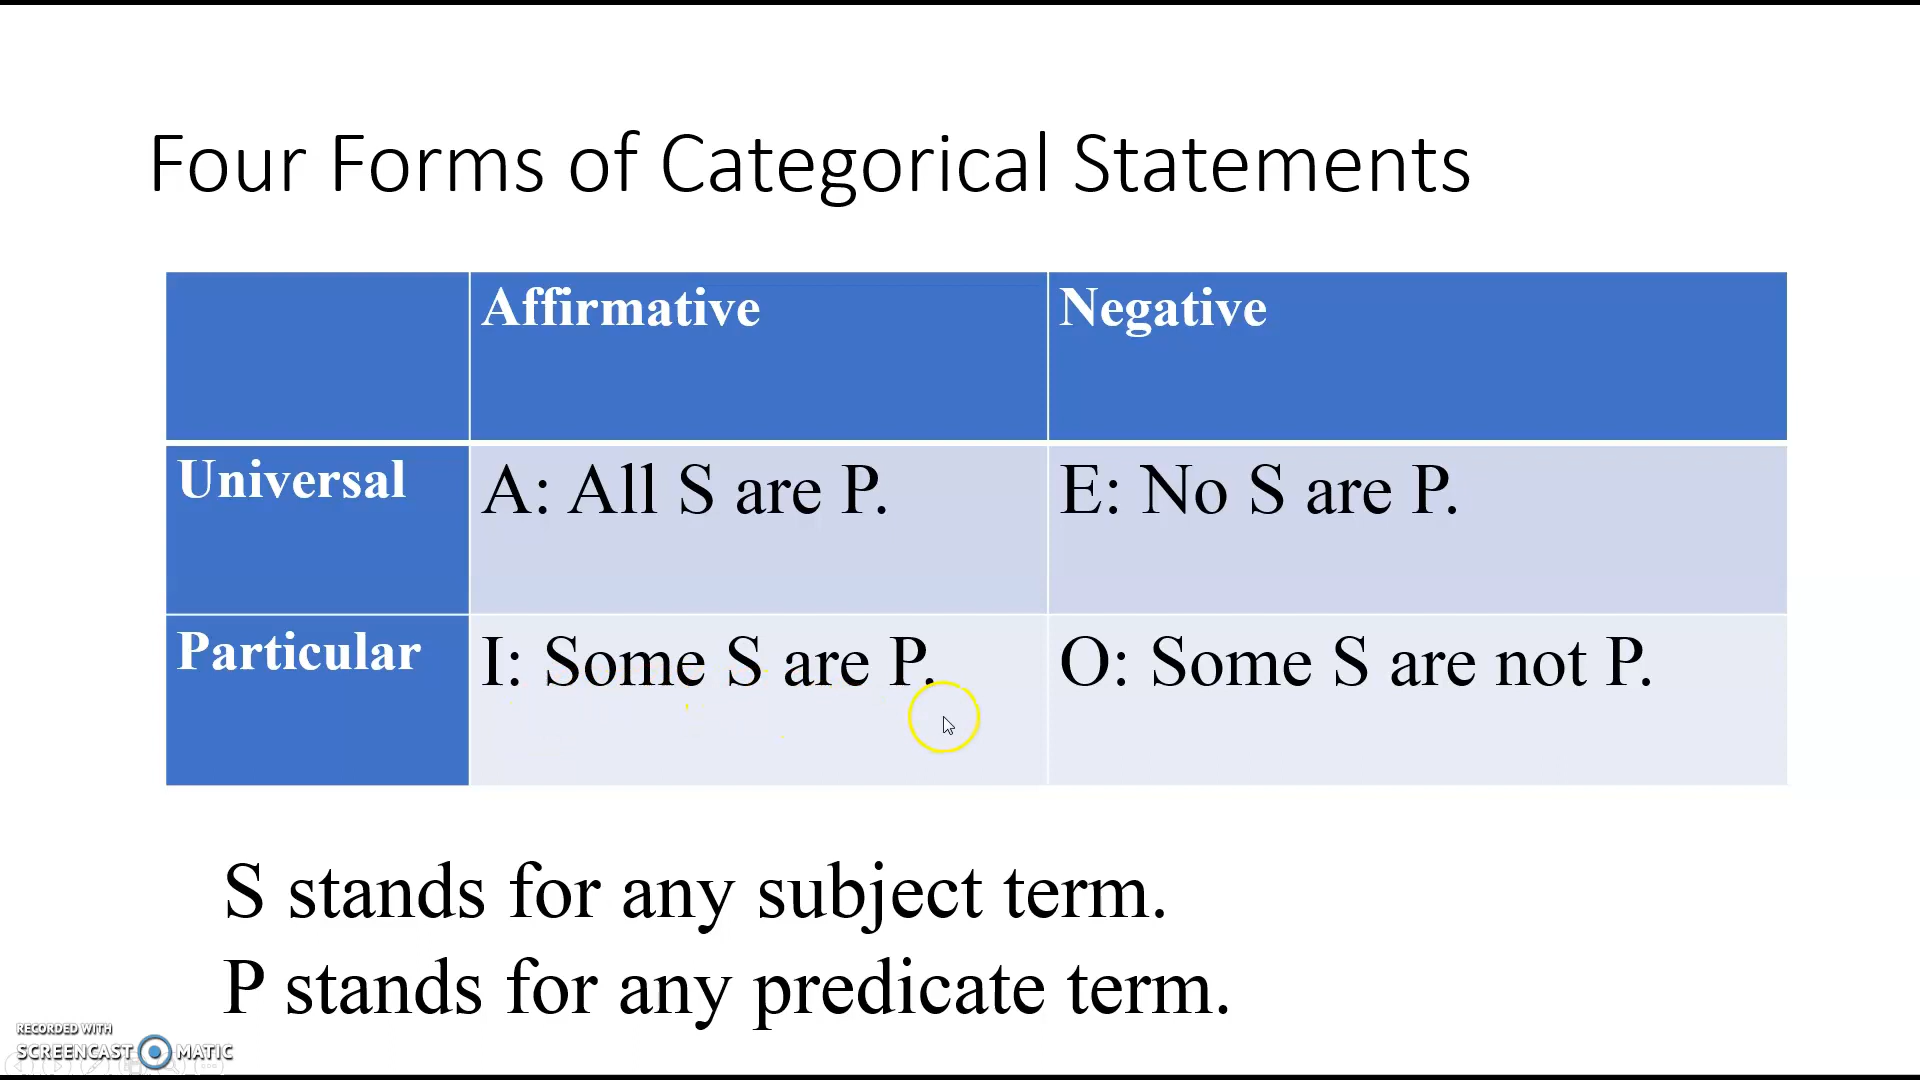 Four Forms of Categorical Statements
Affirmative Negative
Universal A: All S are P. E: No S are P.
Particular I: Some S are P. O: Some S are not P.
S stands for any subject term.
P stands for any predicate term.
RECORDED WITH
SCREENCAST MATIC